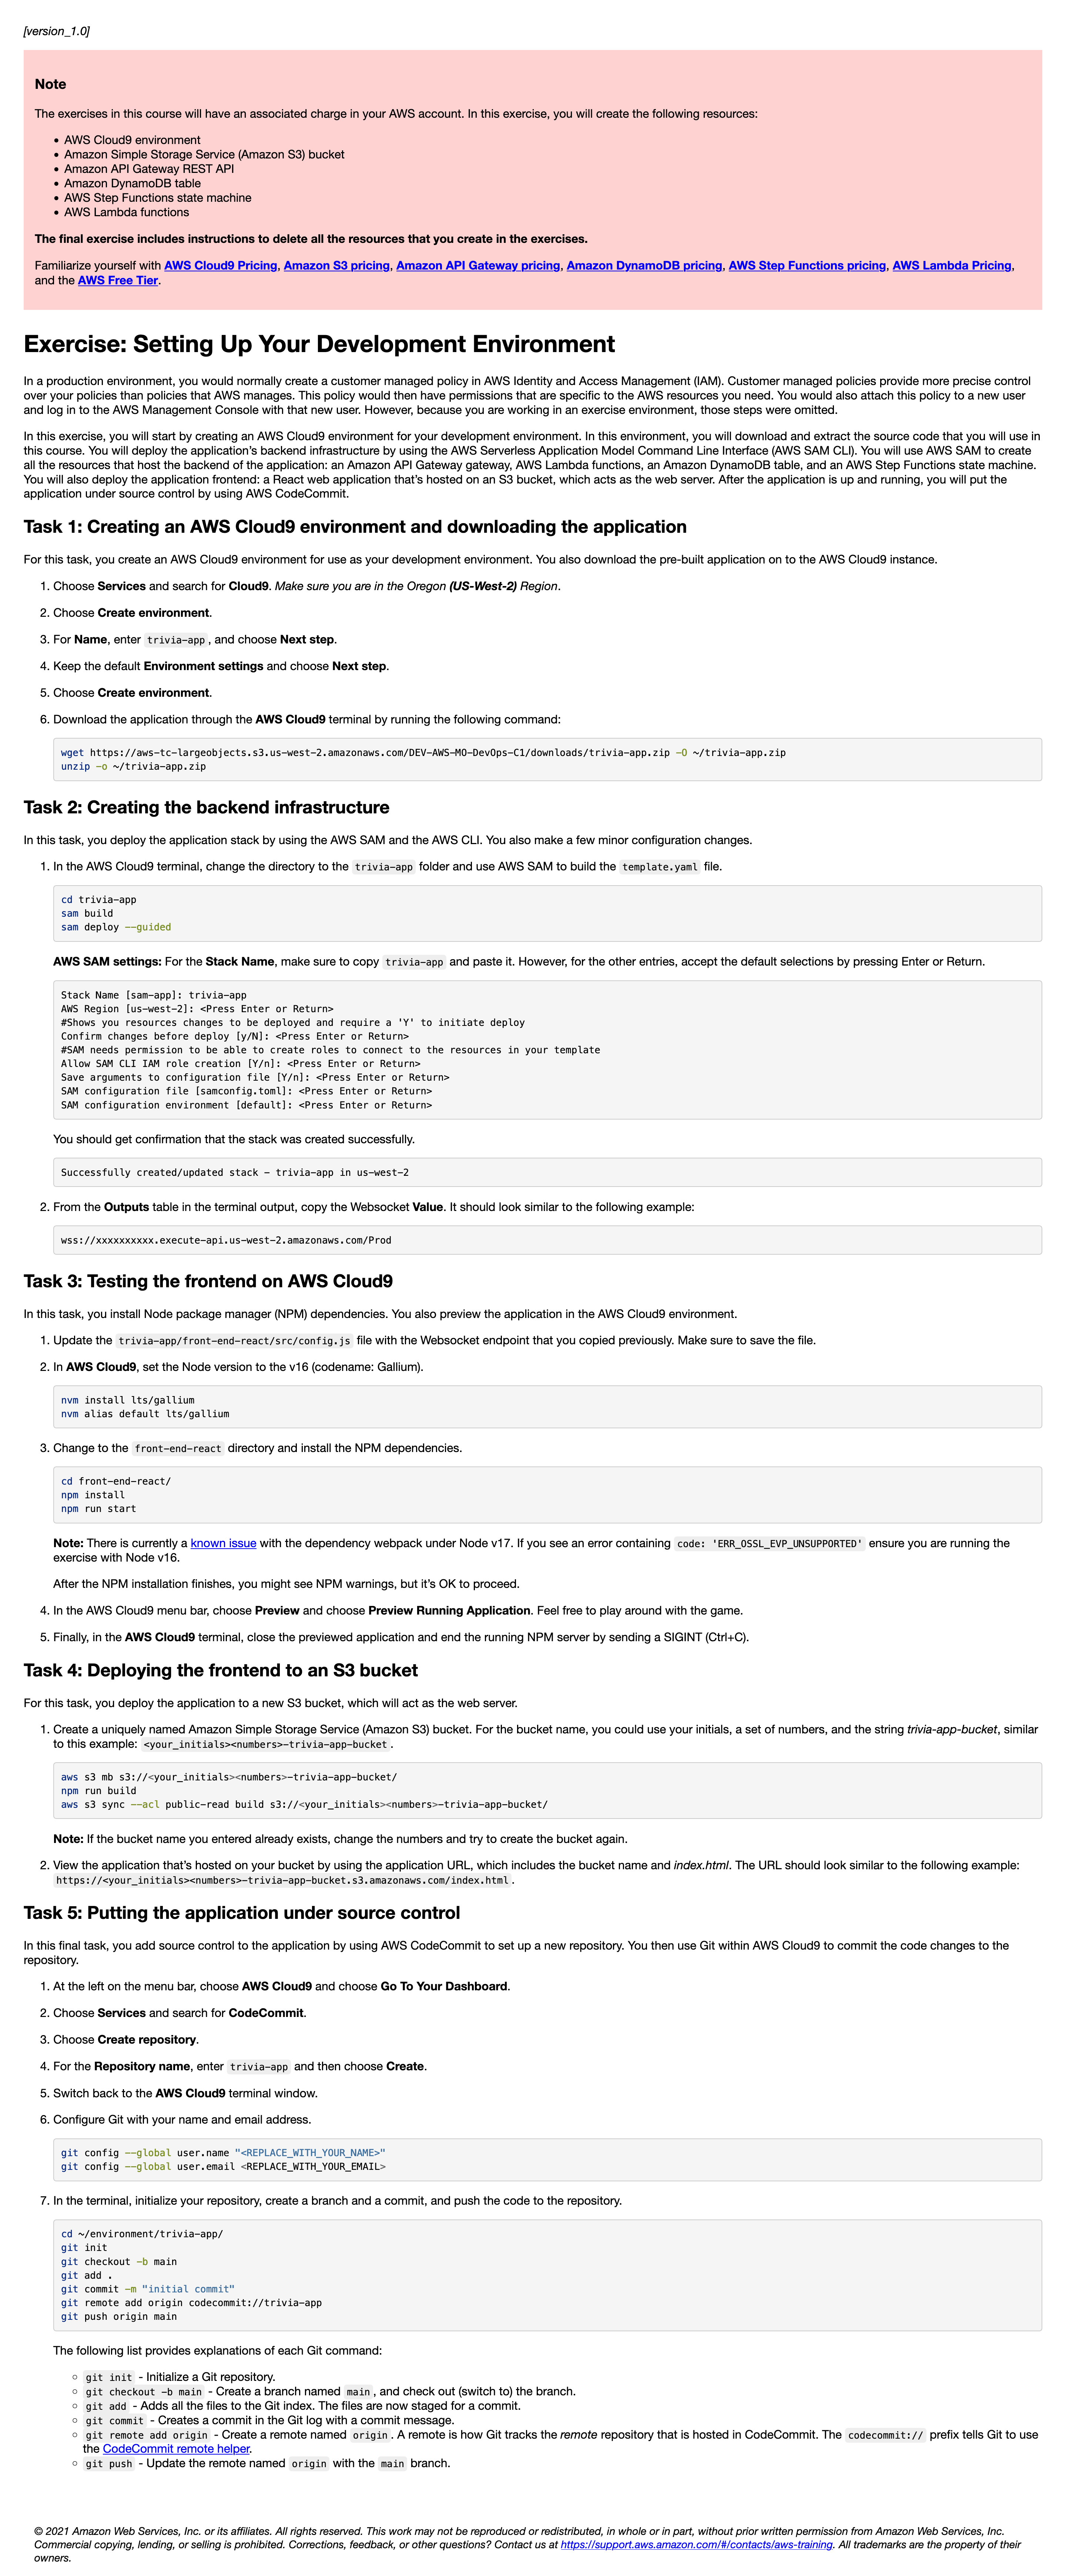 [version_1.0]
Note
The exercises in this course will have an associated charge in your AWS account. In this exercise, you will create the following resources:
• AWS Cloud9 environment
• Amazon Simple Storage Service (Amazon S3) bucket
• Amazon API Gateway REST API
• Amazon DynamoDB table
• AWS Step Functions state machine
• AWS Lambda functions
The final exercise includes instructions to delete all the resources that you create in the exercises.
Familiarize yourself with AWS Cloud9 Pricing, Amazon S3 pricing, Amazon API Gateway pricing, Amazon DynamoDB pricing, AWS Step Functions pricing, AWS Lambda Pricing,
and the AWS Free Tier.
Exercise: Setting Up Your Development Environment
In a production environment, you would normally create a customer managed policy in AWS Identity and Access Management (IAM). Customer managed policies provide more precise control
over your policies than policies that AWS manages. This policy would then have permissions that are specific to the AWS resources you need. You would also attach this policy to a new user
and log in to the AWS Management Console with that new user. However, because you are working in an exercise environment, those steps were omitted.
In this exercise, you will start by creating an AWS Cloud9 environment for your development environment. In this environment, you will download and extract the source code that you will use in
this course. You will deploy the application's backend infrastructure by using the AWS Serverless Application Model Command Line Interface (AWS SAM CLI). You will use AWS SAM to create
all the resources that host the backend of the application: an Amazon API Gateway gateway, AWS Lambda functions, an Amazon DynamoDB table, and an AWS Step Functions state machine.
You will also deploy the application frontend: a React web application that's hosted on an S3 bucket, which acts as the web server. After the application is up and running, you will put the
application under source control by using AWS CodeCommit.
Task 1: Creating an AWS Cloud9 environment and downloading the application
For this task, you create an AWS Cloud9 environment for use as your development environment. You also download the pre-built application on to the AWS Cloud9 instance.
1. Choose Services and search for Cloud9. Make sure you are in the Oregon (US-West-2) Region.
2. Choose Create environment.
3. For Name, enter trivia-app, and choose Next step.
4. Keep the default Environment settings and choose Next step.
5. Choose Create environment.
6. Download the application through the AWS Cloud9 terminal by running the following command:
wget https://aws-tc-largeobjects.s3.us-west-2.amazonaws.com/DEV-AWS-MO-DevOps-C1/downloads/trivia-app.zip -O ~/trivia-app.zip
unzip -o ~/trivia-app.zip
Task 2: Creating the backend infrastructure
In this task, you deploy the application stack by using the AWS SAM and the AWS CLI. You also make a few minor configuration changes.
1. In the AWS Cloud9 terminal, change the directory to the trivia-app folder and use AWS SAM to build the template.yaml file.
cd trivia-app
sam build
sam deploy --guided
AWS SAM settings: For the Stack Name, make sure to copy trivia-app and paste it. However, for the other entries, accept the default selections by pressing Enter or Return.
Stack Name [sam-app]: trivia-app
AWS Region [us-west-2]: <Press Enter or Return>
#Shows you resources changes to be deployed and require a 'Y' to initiate deploy
Confirm changes before deploy [y/N]: <Press Enter or Return>
#SAM needs permission to be able to create roles to connect to the resources in your template
Allow SAM CLI IAM role creation [Y/n]: <Press Enter or Return>
Save arguments to configuration file [Y/n]: <Press Enter or Return>
SAM configuration file [samconfig.toml]: <Press Enter or Return>
SAM configuration environment [default]: <Press Enter or Return>
You should get confirmation that the stack was created successfully.
Successfully created/updated stack - trivia-app in us-west-2
2. From the Outputs table in the terminal output, copy the Websocket Value. It should look similar to the following example:
wss://xxxxxxxxxx.execute-api.us-west-2.amazonaws.com/Prod
Task 3: Testing the frontend on AWS Cloud9
In this task, you install Node package manager (NPM) dependencies. You also preview the application in the AWS Cloud9 environment.
1. Update the trivia-app/front-end-react/src/config.js file with the Websocket endpoint that you copied previously. Make sure to save the file.
2. In AWS Cloud9, set the Node version to the v16 (codename: Gallium).
nvm install lts/gallium
nvm alias default lts/gallium
3. Change to the front-end-react directory and install the NPM dependencies.
cd front-end-react/
npm install
npm run start
Note: There is currently a known issue with the dependency webpack under Node v17. If you see an error containing code: 'ERR_OSSL_EVP_UNSUPPORTED' ensure you are running the
exercise with Node v16.
After the NPM installation finishes, you might see NPM warnings, but it's OK to proceed.
4. In the AWS Cloud9 menu bar, choose Preview and choose Preview Running Application. Feel free to play around with the game.
5. Finally, in the AWS Cloud9 terminal, close the previewed application and end the running NPM server by sending a SIGINT (Ctrl+C).
Task 4: Deploying the frontend to an S3 bucket
For this task, you deploy the application to a new S3 bucket, which will act as the web server.
1. Create a uniquely named Amazon Simple Storage Service (Amazon S3) bucket. For the bucket name, you could use your initials, a set of numbers, and the string trivia-app-bucket, similar
to this example: <your_initials><numbers>-trivia-app-bucket.
aws s3 mb s3://<your_initials><numbers>-trivia-app-bucket/
npm run build
aws s3 sync --acl public-read build s3://<your_initials><numbers>-trivia-app-bucket/
Note: If the bucket name you entered already exists, change the numbers and try to create the bucket again.
2. View the application that's hosted on your bucket by using the application URL, which includes the bucket name and index.html. The URL should look similar to the following example:
https://<your_initials><numbers>-trivia-app-bucket.s3.amazonaws.com/index.html.
Task 5: Putting the application under source control
In this final task, you add source control to the application by using AWS CodeCommit to set up a new repository. You then use Git within AWS Cloud9 to commit the code changes to the
repository.
1. At the left on the menu bar, choose AWS Cloud9 and choose Go To Your Dashboard.
2. Choose Services and search for CodeCommit.
3. Choose Create repository.
4. For the Repository name, enter trivia-app and then choose Create.
5. Switch back to the AWS Cloud9 terminal window.
6. Configure Git with your name and email address.
git config --global user.name "<REPLACE_WITH_YOUR_NAME>"
git config --global user.email <REPLACE_WITH_YOUR_EMAIL>
7. In the terminal, initialize your repository, create a branch and a commit, and push the code to the repository.
cd ~/environment/trivia-app/
git init
git checkout -b main
git add .
git commit -m "initial commit"
git remote add origin codecommit://trivia-app
git push origin main
The following list provides explanations of each Git command:
◦ git init - Initialize a Git repository.
◦ git checkout -b main - Create a branch named main, and check out (switch to) the branch.
◦ git add - Adds all the files to the Git index. The files are now staged for a commit.
◦ git commit - Creates a commit in the Git log with a commit message.
◦ git remote add origin - Create a remote named origin. A remote is how Git tracks the remote repository that is hosted in CodeCommit. The codecommit:// prefix tells Git to use
the CodeCommit remote helper.
◦ git push - Update the remote named origin with the main branch.
© 2021 Amazon Web Services, Inc. or its affiliates. All rights reserved. This work may not be reproduced or redistributed, in whole or in part, without prior written permission from Amazon Web Services, Inc.
Commercial copying, lending, or selling is prohibited. Corrections, feedback, or other questions? Contact us at https://support.aws.amazon.com/#/contacts/aws-training. All trademarks are the property of their
owners.